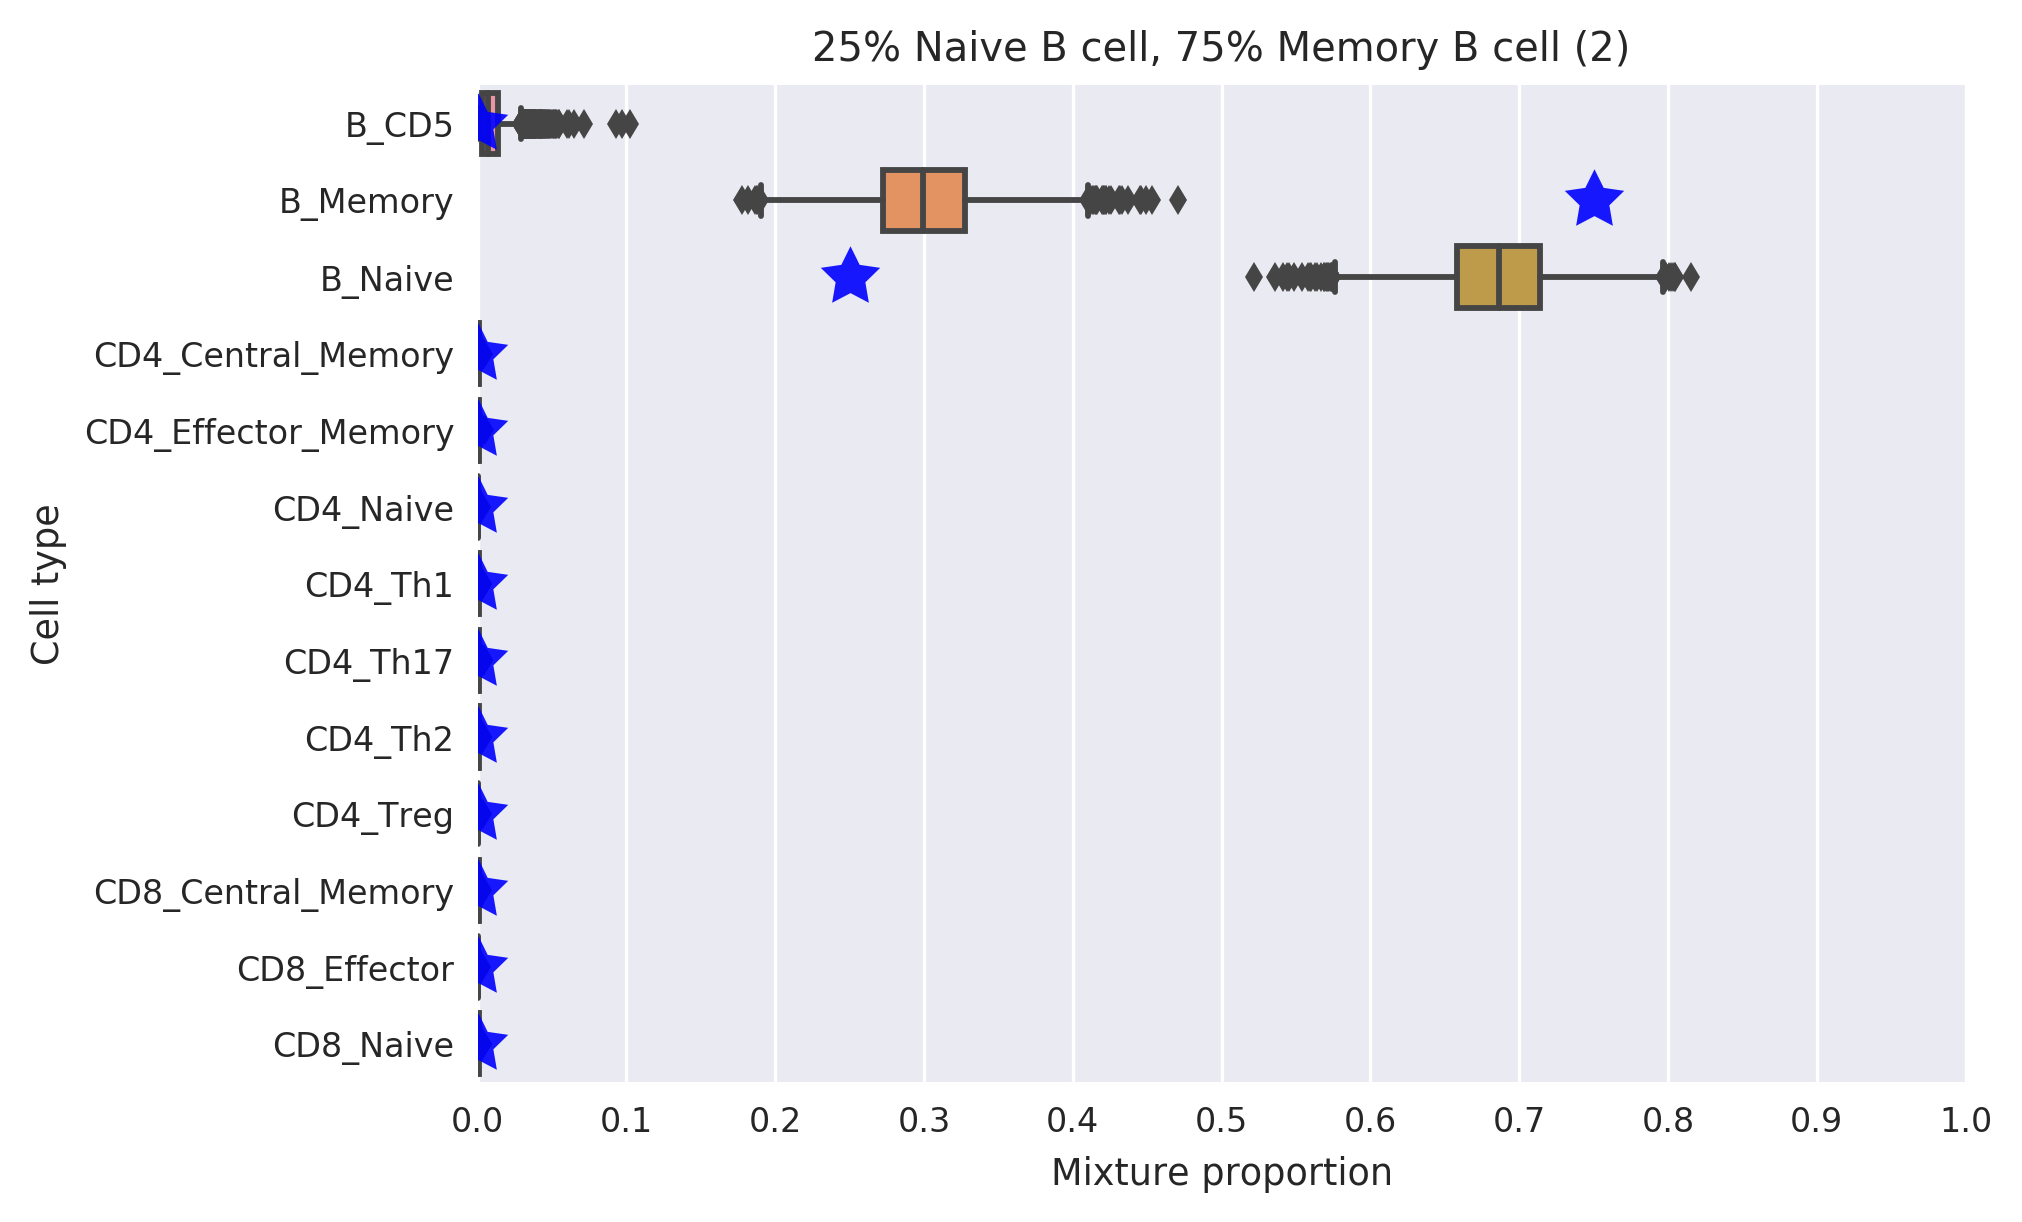 25% Naive B cell, 75% Memory B cell (2)
B_CD5
B_Memory
B_Naive
CD4_Central_Memory
CD4_Effector_Memory
CD4_Naive
CD4_Th1
CD4_Th17
CD4_Th2
CD4_Treg
CD8_Central_Memory
CD8_Effector
CD8_Naive
Cell type
0.0 0.1 0.2 0.3 0.4 0.5 0.6 0.7 0.8 0.9 1.0
Mixture proportion